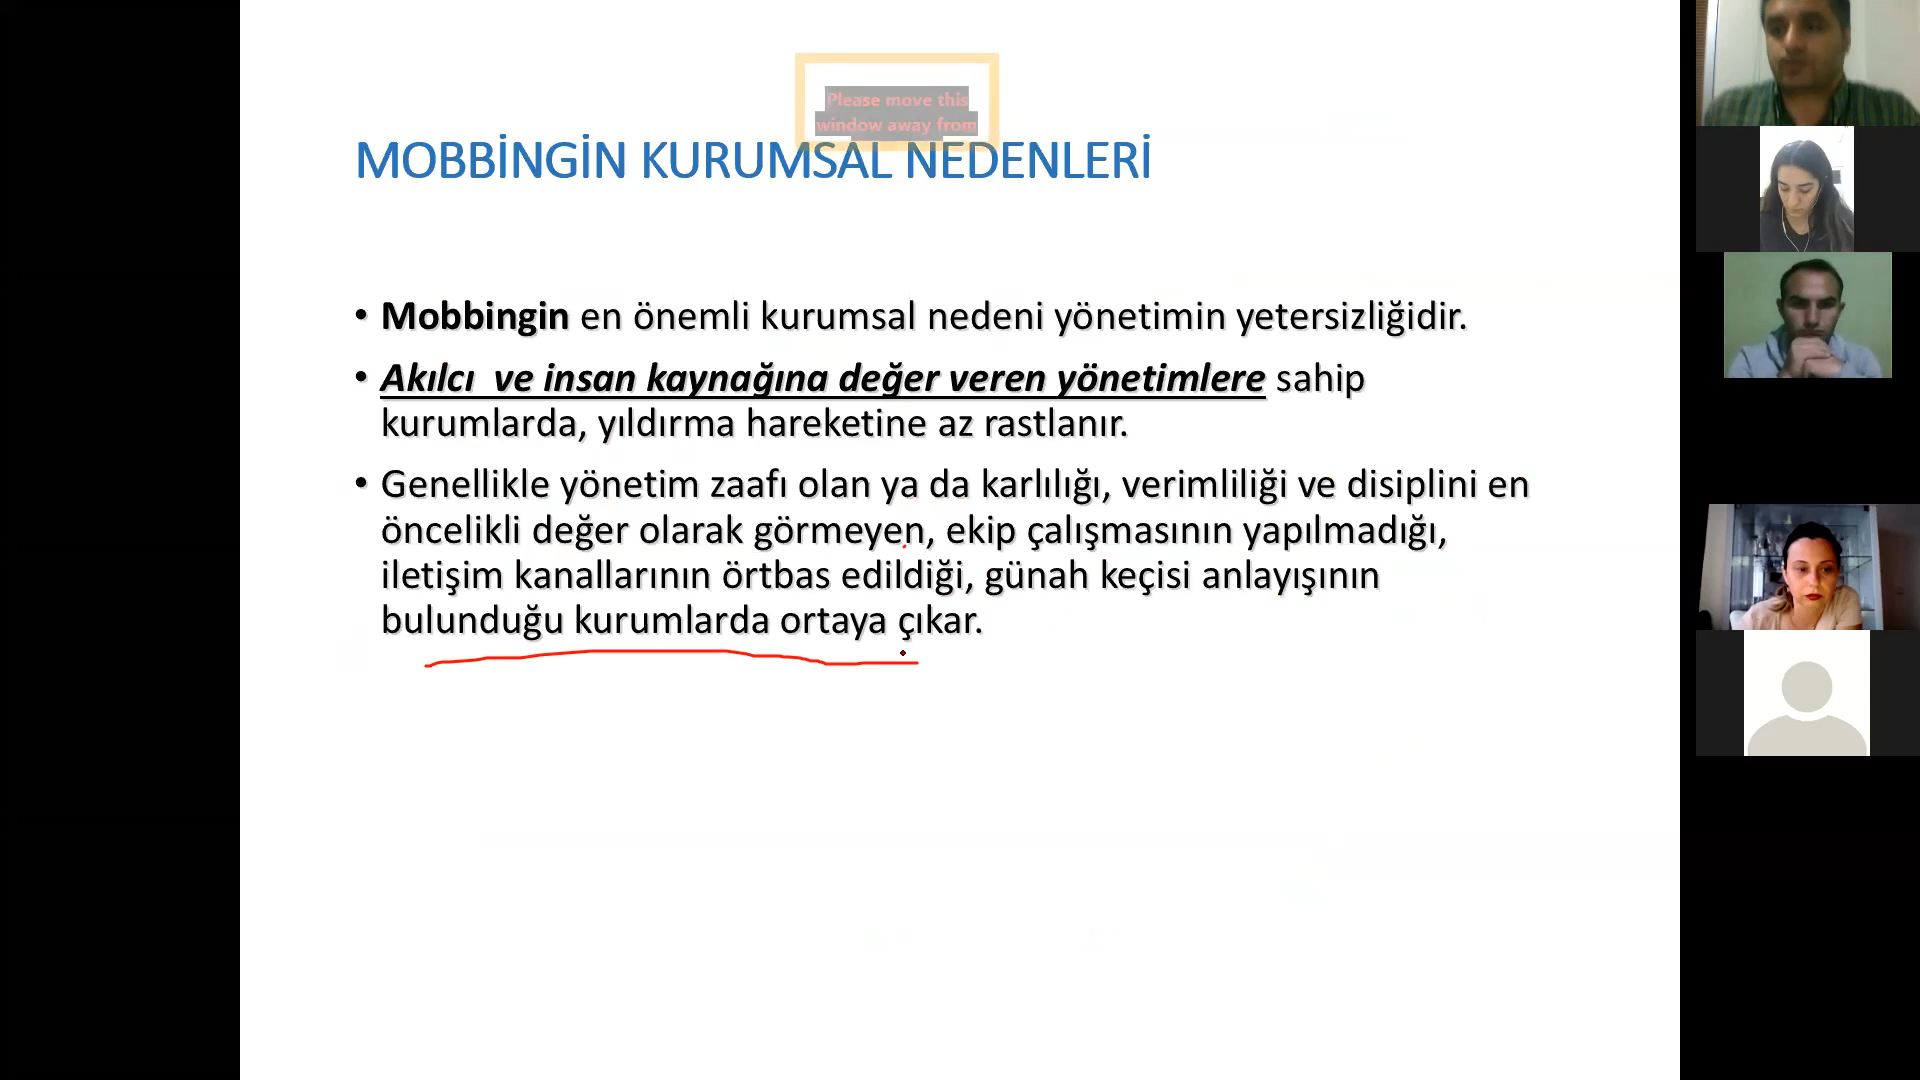 Please move this
window away from
MOBBİNGİN KURUMSAL NEDENLERİ
• Mobbingin en önemli kurumsal nedeni yönetimin yetersizliğidir.
• Akılcı ve insan kaynağına değer veren yönetimlere sahip
kurumlarda, yıldırma hareketine az rastlanır.
• Genellikle yönetim zaafı olan ya da karlılığı, verimliliği ve disiplini en
öncelikli değer olarak görmeyen, ekip çalışmasının yapılmadığı,
iletişim kanallarının örtbas edildiği, günah keçisi anlayışının
bulunduğu kurumlarda ortaya çıkar.